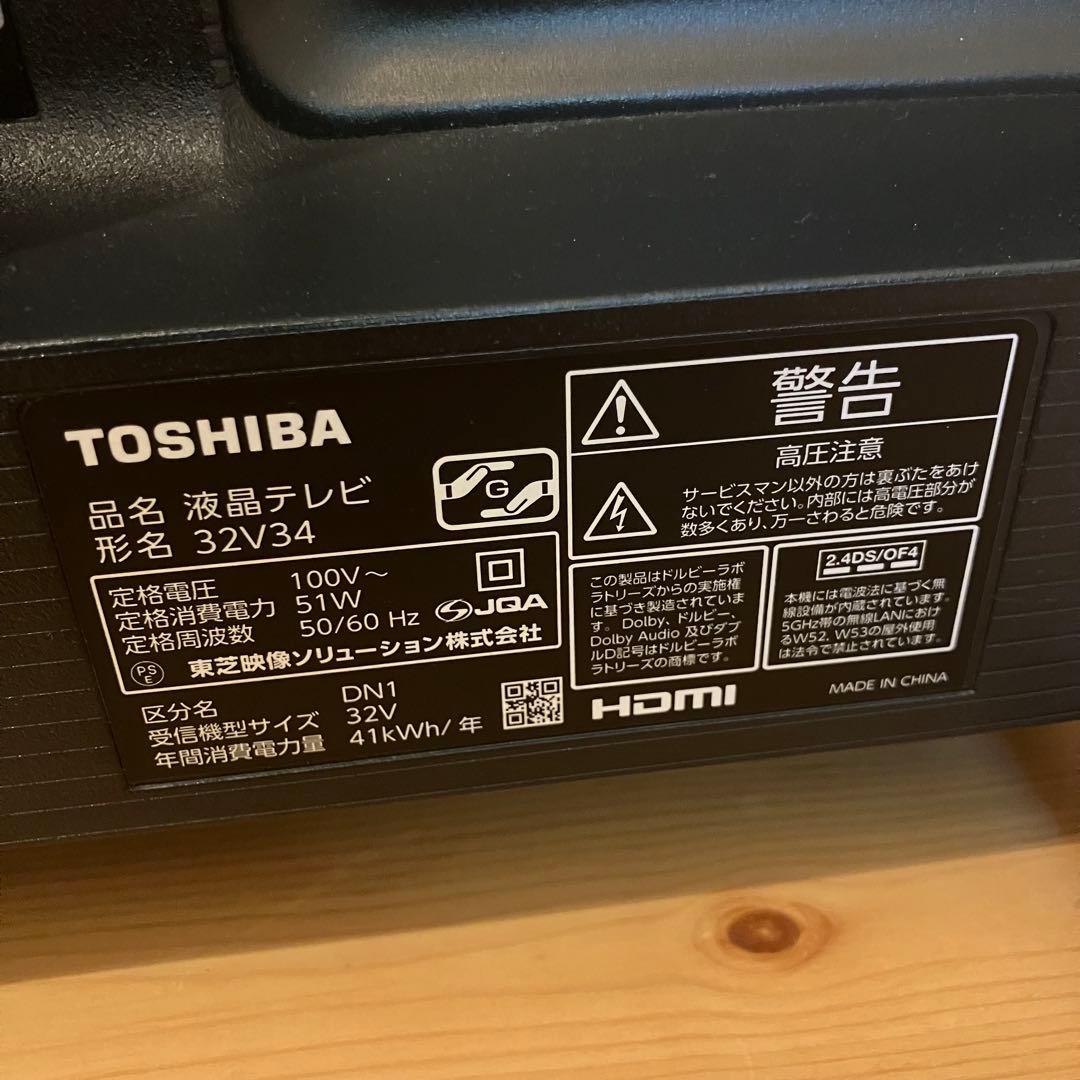 TOSHIBA
品名 液晶テレビ
形名 32V34
G
定格電圧 100V～
定格消費電力 51W
定格周波数 50/60 Hz
JQA
PS
E
東芝映像ソリューション株式会社
区分名 DN1
受信機型サイズ 32V
年間消費電力量 41kWh/年
警告
高圧注意
サービスマン以外の方は裏ぶたをあけ
ないでください。内部には高電圧部分が
数多くあり、万一さわると危険です。
この製品はドルビーラボ
ラトリーズからの実施権
に基づき製造されていま
す。Dolby、ドルビー、
Dolby Audio 及びダブ
ルD記号はドルビーラボ
ラトリーズの商標です。
2.4DS/OF4
本機には電波法に基づく無
線設備が内蔵されています。
5GHz帯の無線LANにおけ
るW52, W53の屋外使用
は法令で禁止されています。
HDMI
MADE IN CHINA